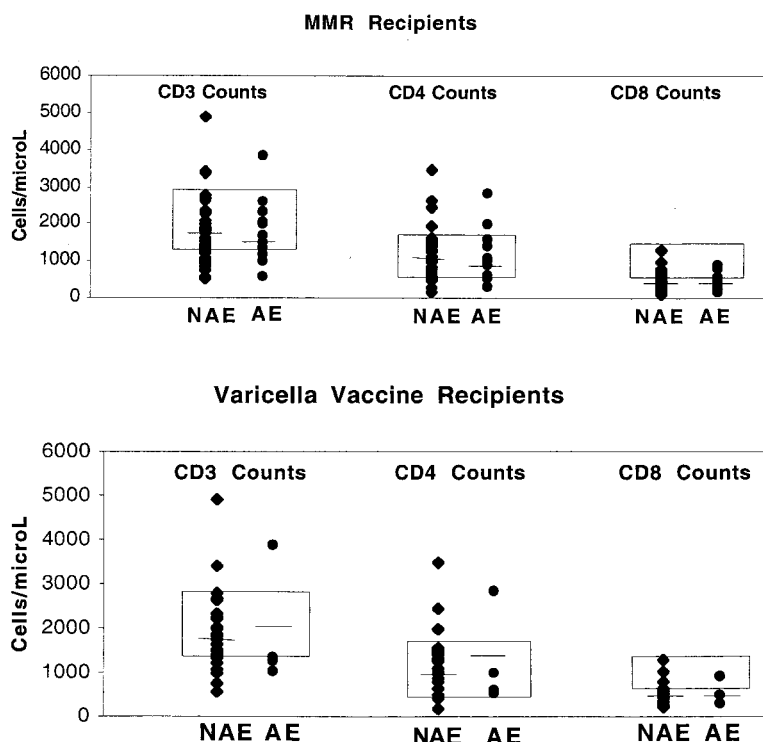 MMR Recipients
6000
CD3 Counts CD4 Counts CD8 Counts
5000
4000
3000
2000
1000
0
Cells/microL
NAE AE NAE AE NAE AE
Varicella Vaccine Recipients
6000
CD3 Counts CD4 Counts CD8 Counts
5000
4000
3000
2000
1000
0
Cells/microL
NAE AE NAE AE NAE AE